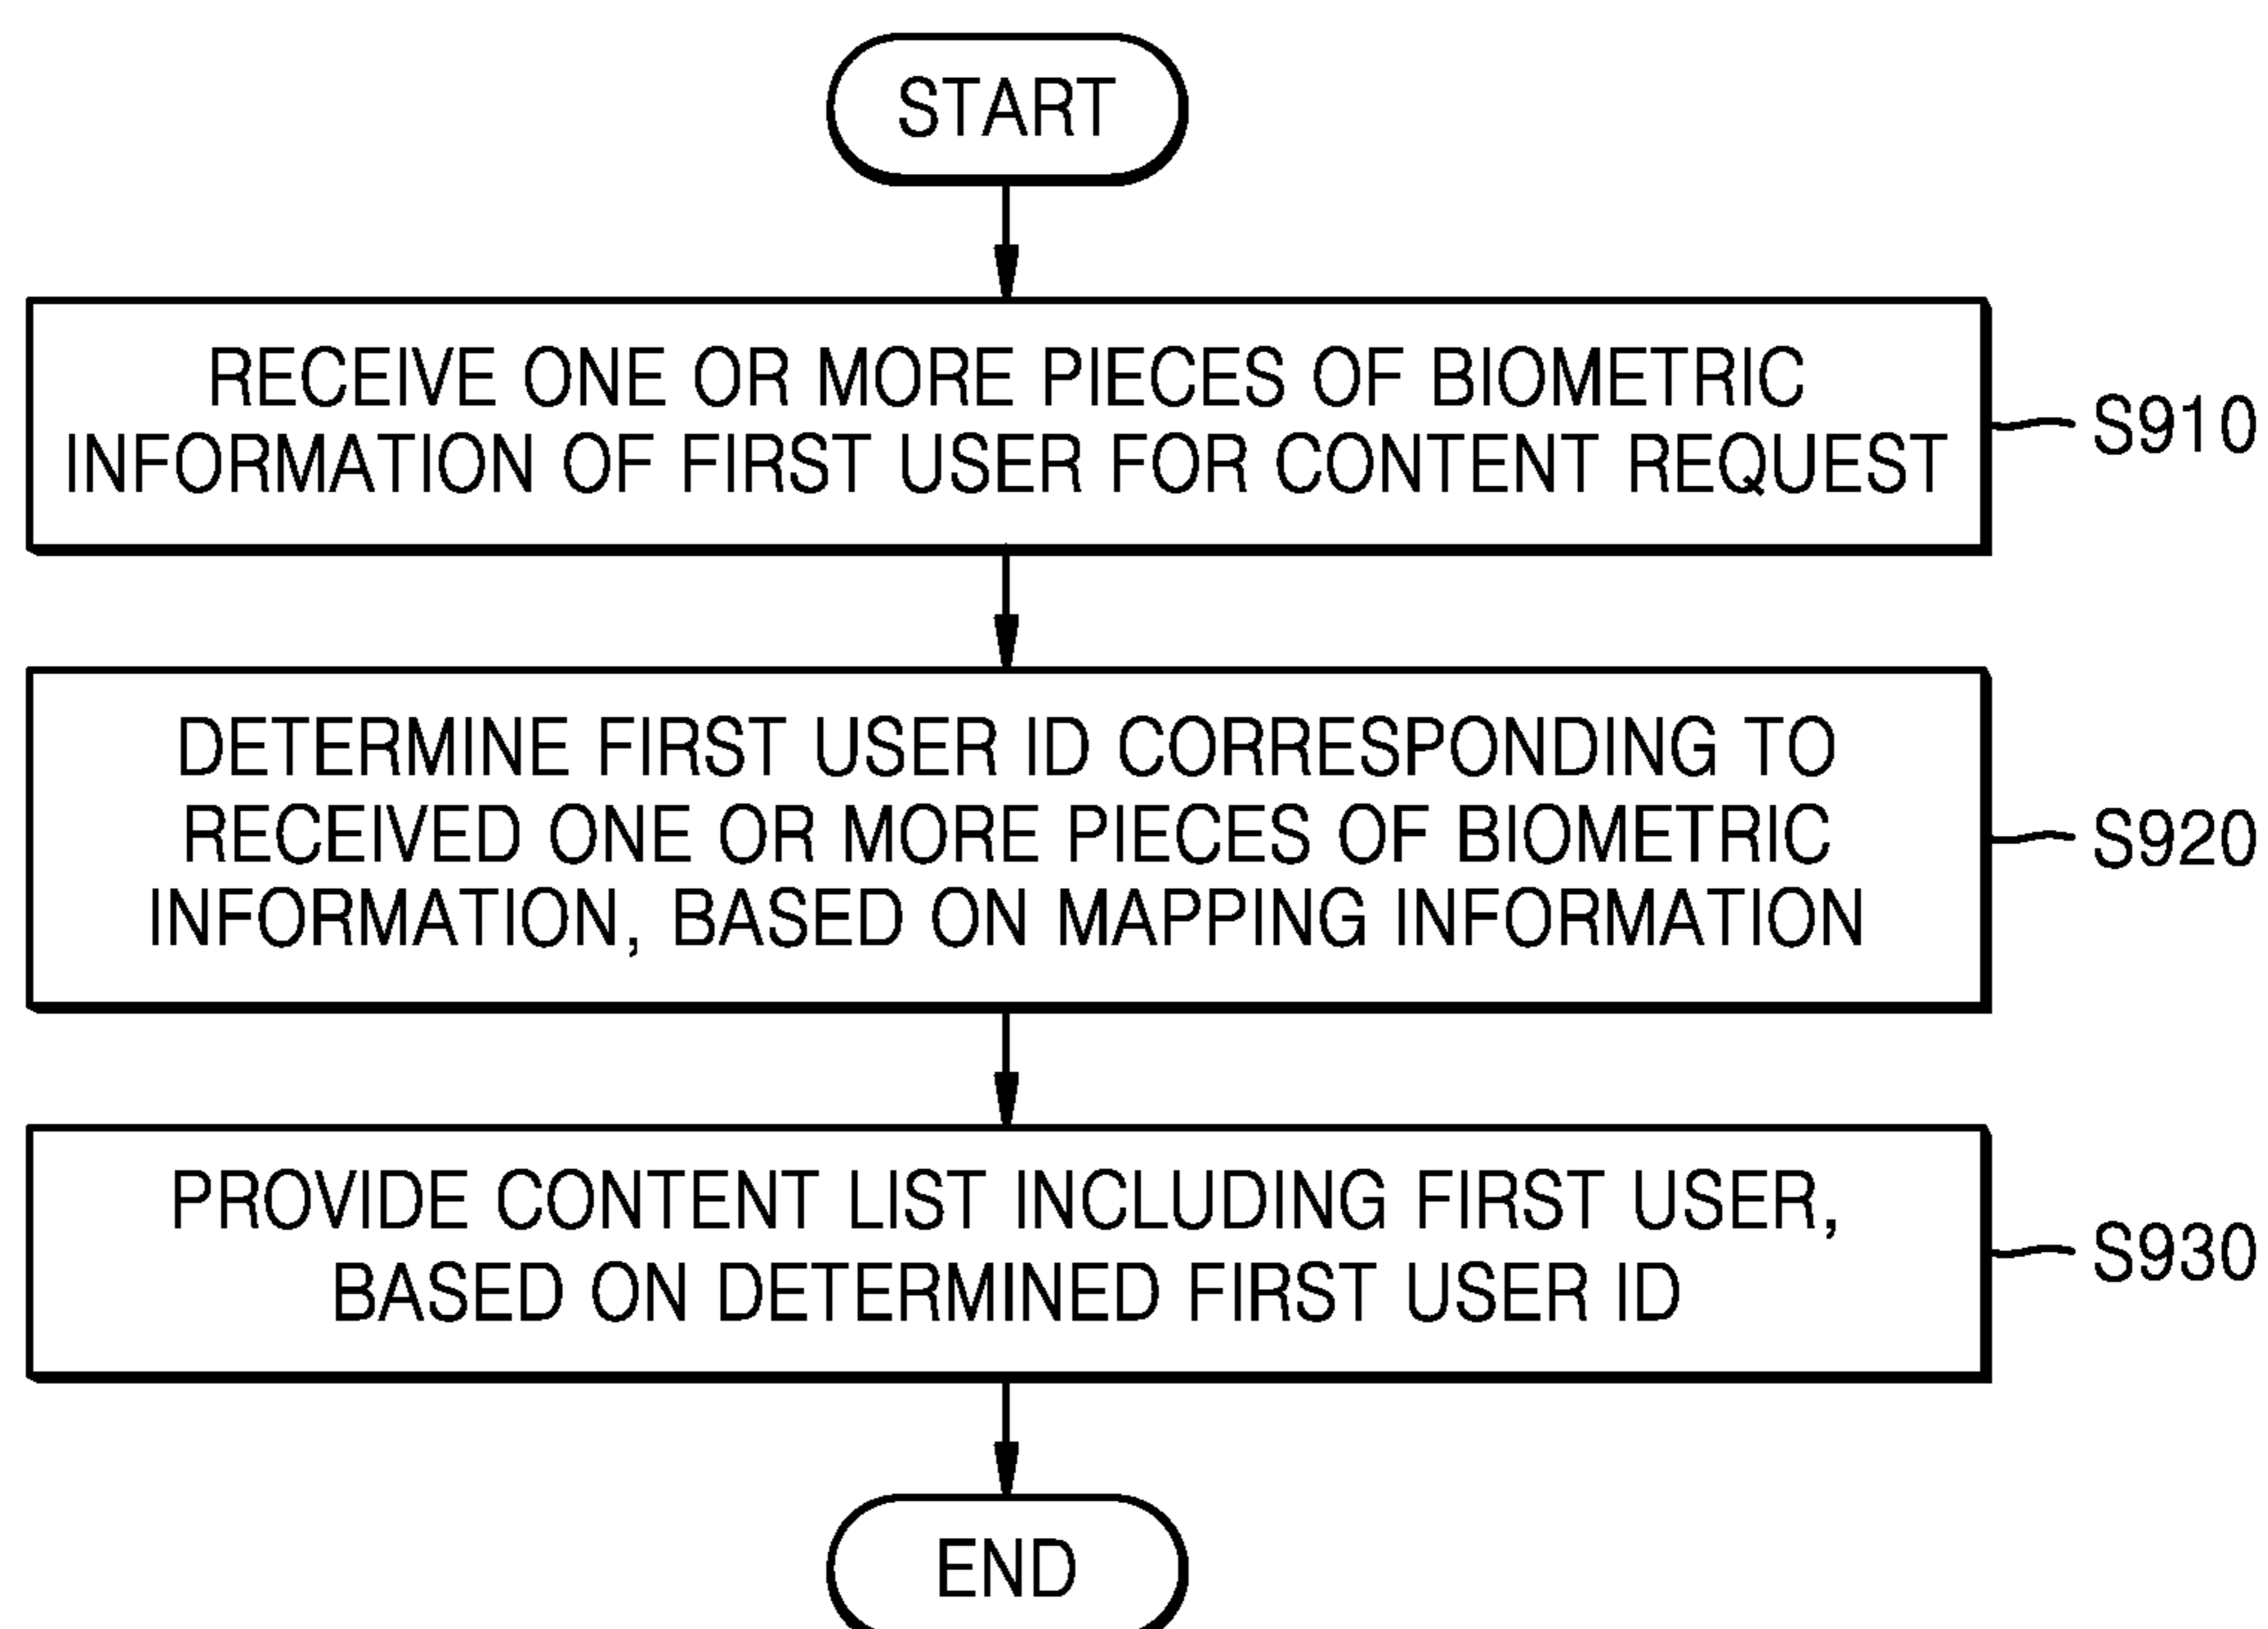 START
RECEIVE ONE OR MORE PIECES OF BIOMETRIC
INFORMATION OF FIRST USER FOR CONTENT REQUEST
S910
DETERMINE FIRST USER ID CORRESPONDING TO
RECEIVED ONE OR MORE PIECES OF BIOMETRIC
INFORMATION, BASED ON MAPPING INFORMATION
S920
PROVIDE CONTENT LIST INCLUDING FIRST USER,
BASED ON DETERMINED FIRST USER ID
S930
END